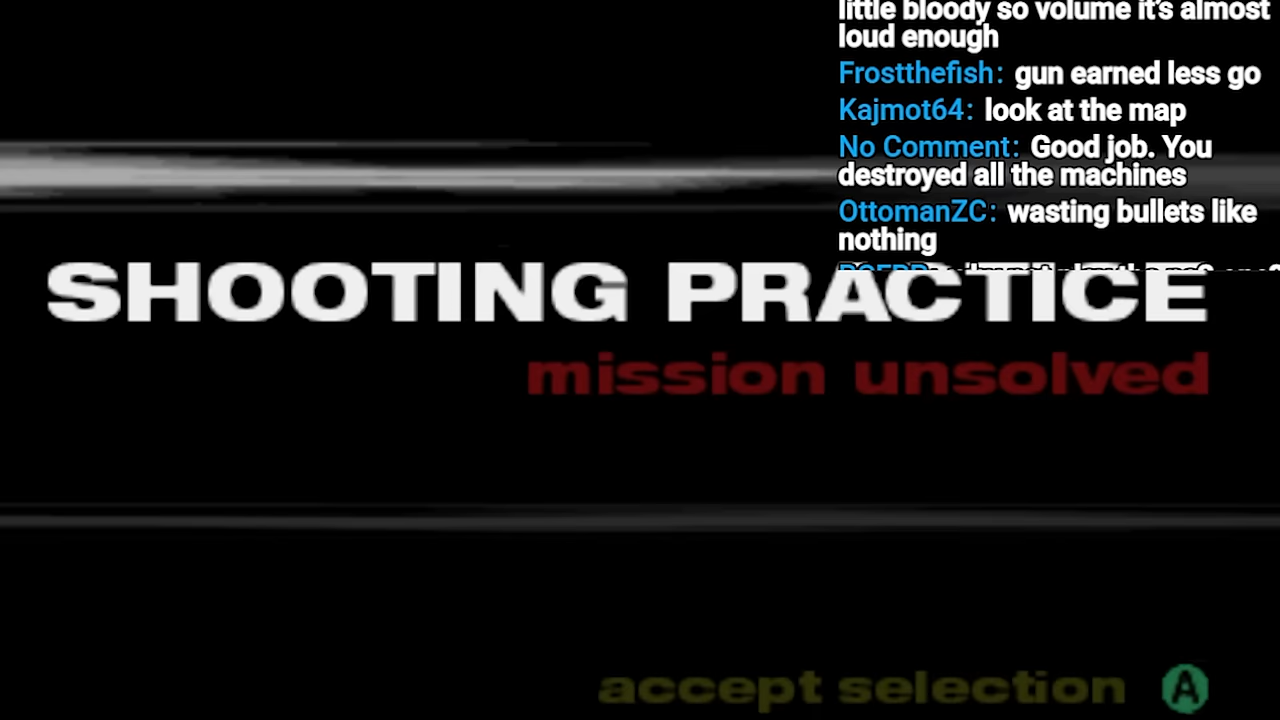 little bloody so volume it's almost
loud enough
Frostthefish: gun earned less go
Kajmot64: look at the map
No Comment: Good job. You
destroyed all the machines
OttomanZC: wasting bullets like
nothing
SHOOTING PRACTICE
mission unsolved
accept selection A